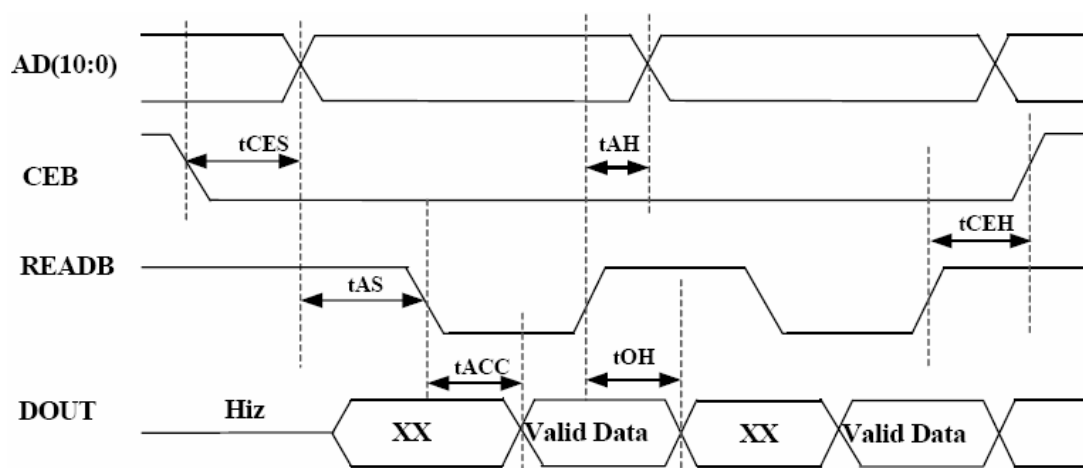 AD(10:0)
tCES
tAH
CEB
tCEH
READB
tAS
tACC
tOH
DOUT
Hiz
XX
Valid Data
XX
Valid Data